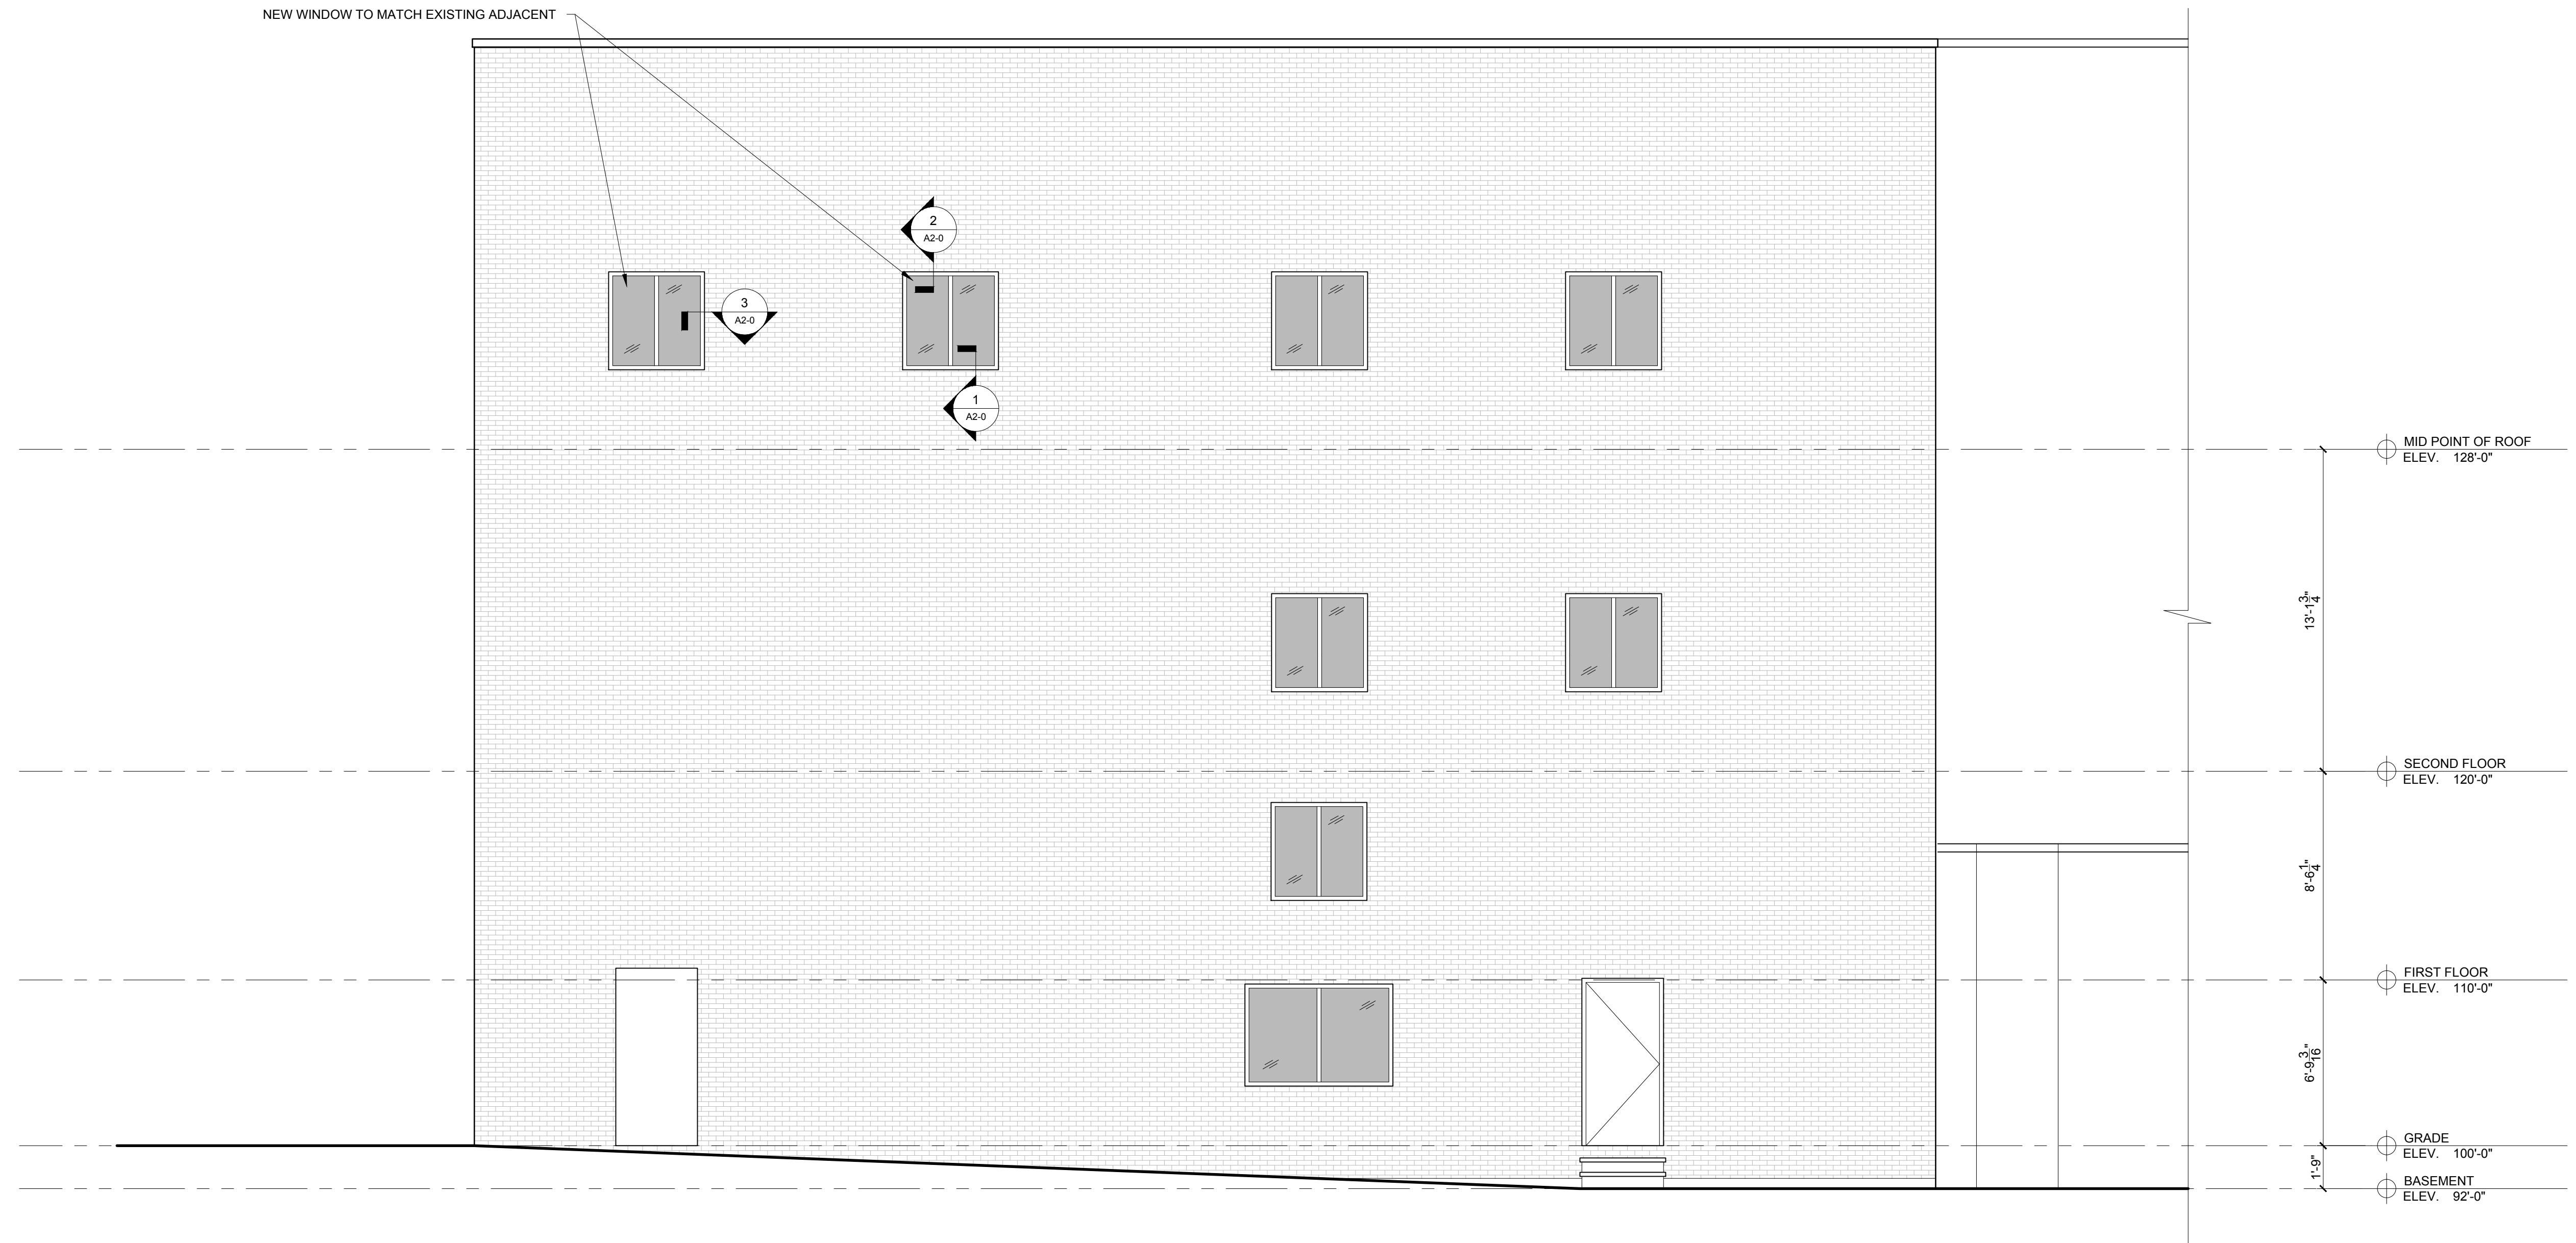 NEW WINDOW TO MATCH EXISTING ADJACENT
2
A2-0
3
A2-0
1
A2-0
MID POINT OF ROOF
ELEV. 128'-0"
13'-1 3/4"
SECOND FLOOR
ELEV. 120'-0"
8'-6 1/4"
FIRST FLOOR
ELEV. 110'-0"
6'-9 3/16"
GRADE
ELEV. 100'-0"
1'-9"
BASEMENT
ELEV. 92'-0"